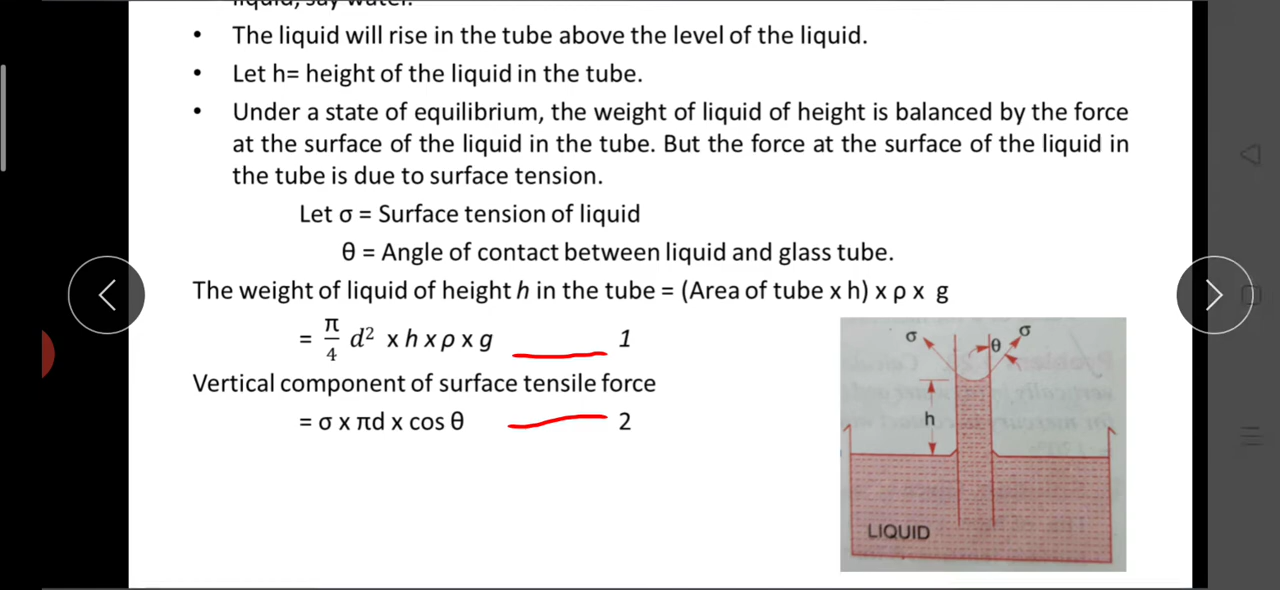 • The liquid will rise in the tube above the level of the liquid.
• Let h= height of the liquid in the tube.
• Under a state of equilibrium, the weight of liquid of height is balanced by the force
at the surface of the liquid in the tube. But the force at the surface of the liquid in
the tube is due to surface tension.
Let σ = Surface tension of liquid
θ = Angle of contact between liquid and glass tube.
The weight of liquid of height h in the tube = (Area of tube x h) x ρ x g
= π/4 d² x h x ρ x g 1
Vertical component of surface tensile force
= σ x πd x cos θ 2
σ θ σ
h
LIQUID